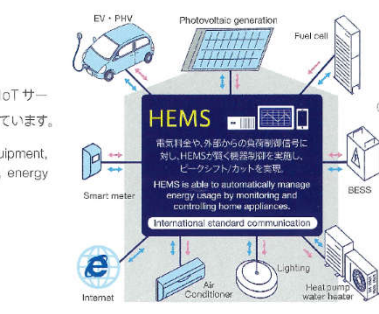 EV・PHV
Photovoltaic generation
Fuel cell
IoT サー
ています。
uipment,
energy
HEMS
電気料金や、外部からの負荷制御信号に
対し、HEMSが賢く機器制御を実施し、
ピークシフト/カットを実現。
HEMS is able to automatically manage
energy usage by monitoring and
controlling home appliances.
International standard communication
Smart meter
BESS
Internet
Air
Conditioner
Lighting
Heat pump
water heater